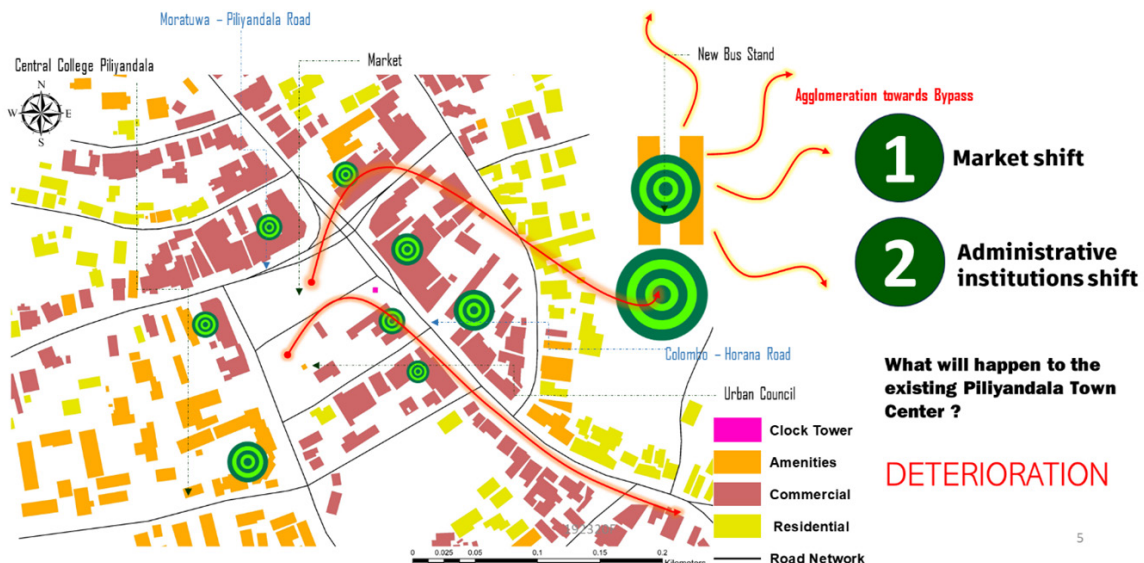 Moratuwa – Piliyandala Road
New Bus Stand
Central College Piliyandala
Market
N
W E
S
Agglomeration towards Bypass
1 Market shift
2 Administrative
institutions shift
Colombo – Horana Road
What will happen to the
existing Piliyandala Town
Center ?
Urban Council
Clock Tower
Amenities
DETERIORATION
Commercial
Residential
5
0 0.025 0.05 0.1 0.15 0.2
Kilometers
Road Network